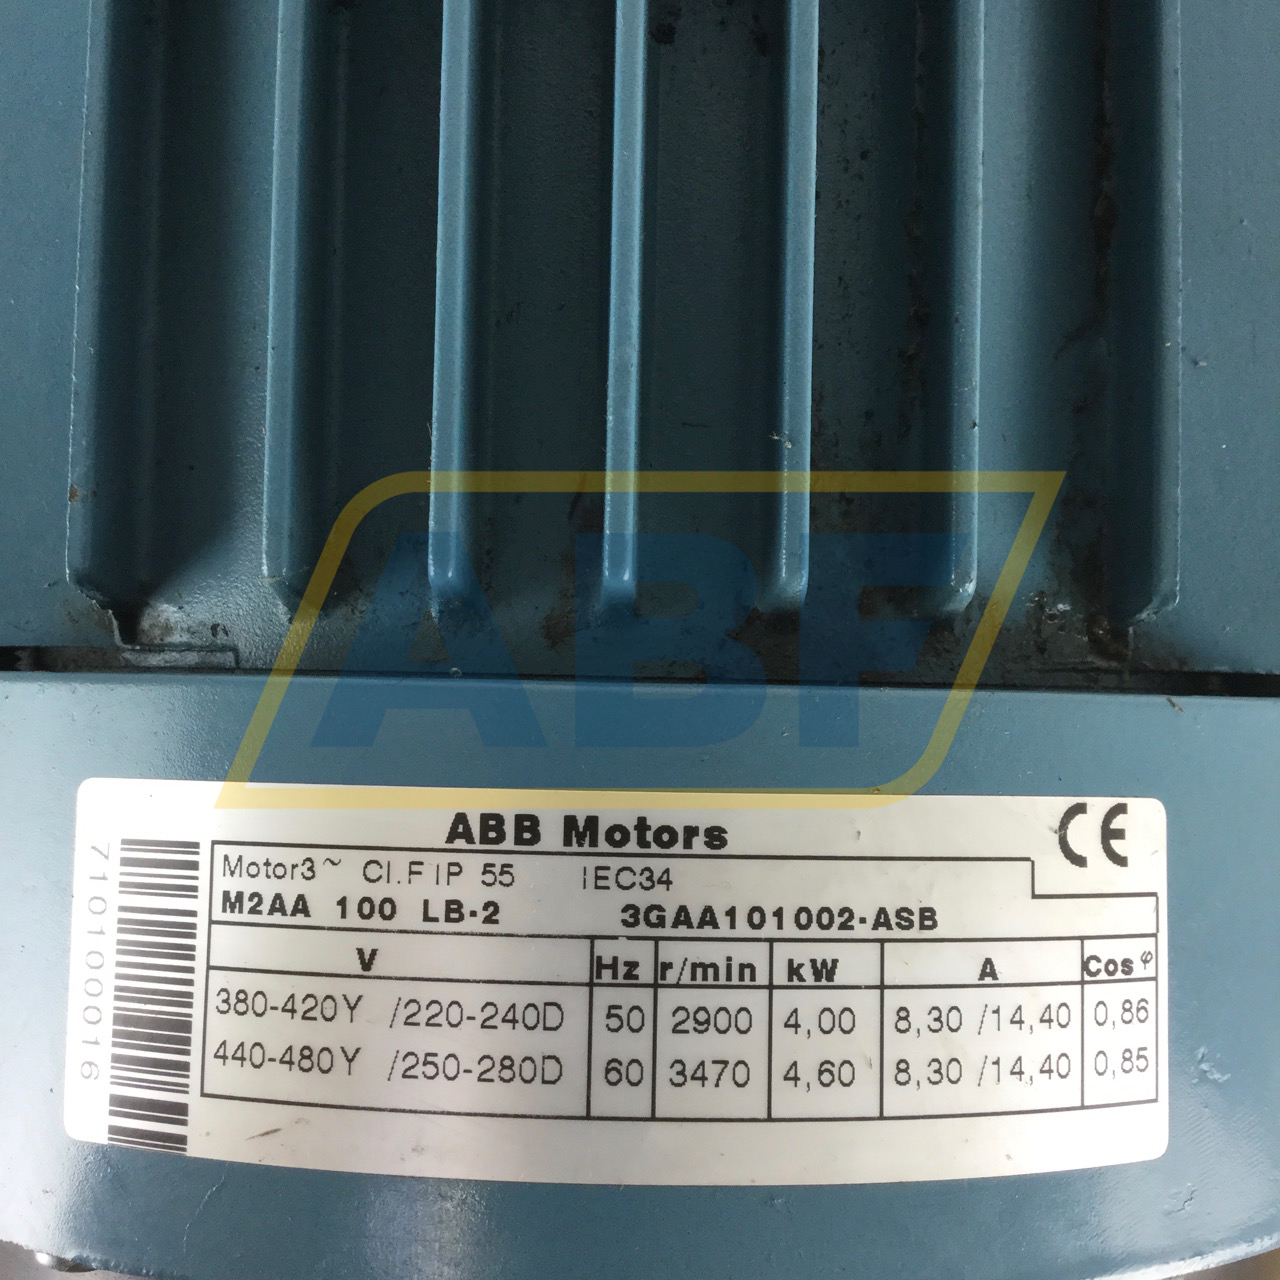 ABF
ABB Motors
CE
Motor3~ Cl.F IP 55 IEC34
M2AA 100 LB-2 3GAA101002-ASB
V Hz r/min kW A Cos φ
380-420Y /220-240D 50 2900 4,00 8,30 /14,40 0,86
440-480Y /250-280D 60 3470 4,60 8,30 /14,40 0,85
7101000016